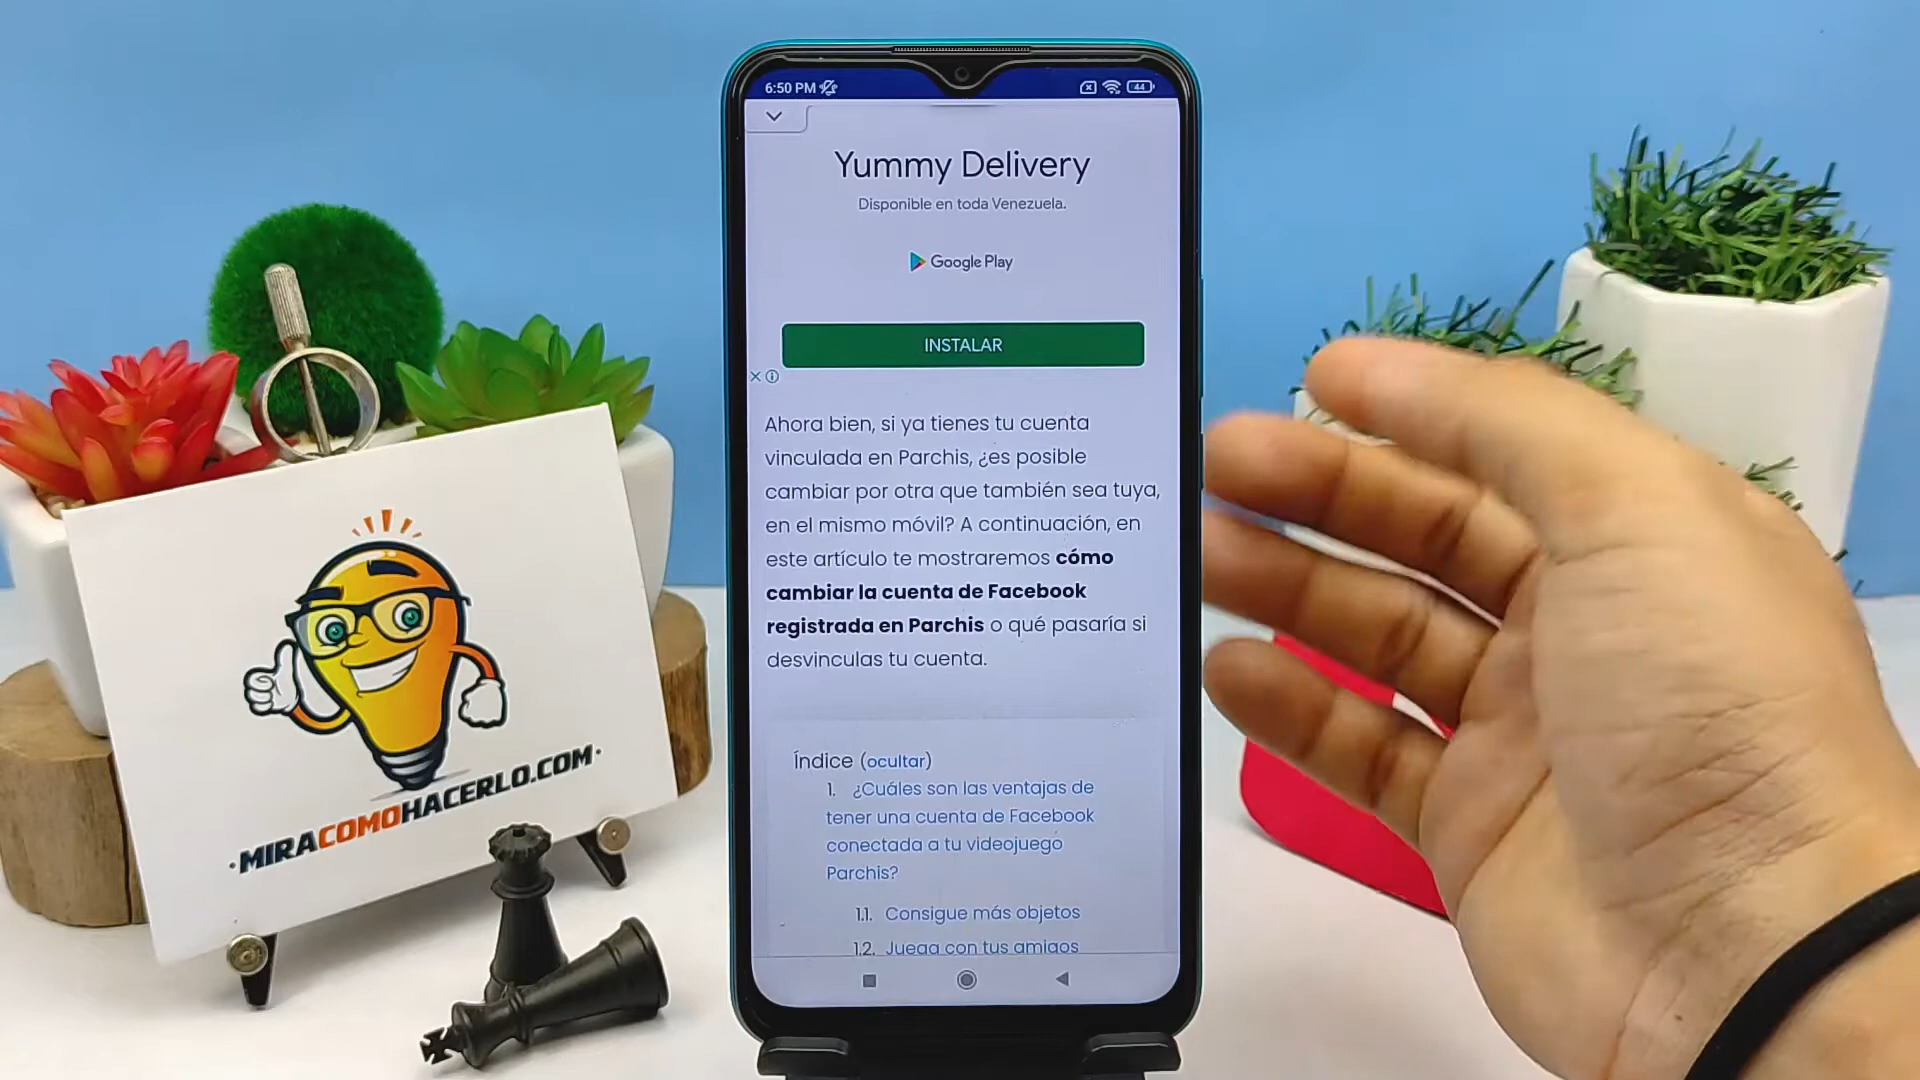 6:50 PM
44
Yummy Delivery
Disponible en toda Venezuela.
Google Play
INSTALAR
Ahora bien, si ya tienes tu cuenta
vinculada en Parchis, ¿es posible
cambiar por otra que también sea tuya,
en el mismo móvil? A continuación, en
este artículo te mostraremos cómo
cambiar la cuenta de Facebook
registrada en Parchis o qué pasaría si
desvinculas tu cuenta.
Índice (ocultar)
1. ¿Cuáles son las ventajas de
tener una cuenta de Facebook
conectada a tu videojuego
Parchis?
1.1. Consigue más objetos
1.2. Juega con tus amigos
·MIRACOMOHACERLO.COM·